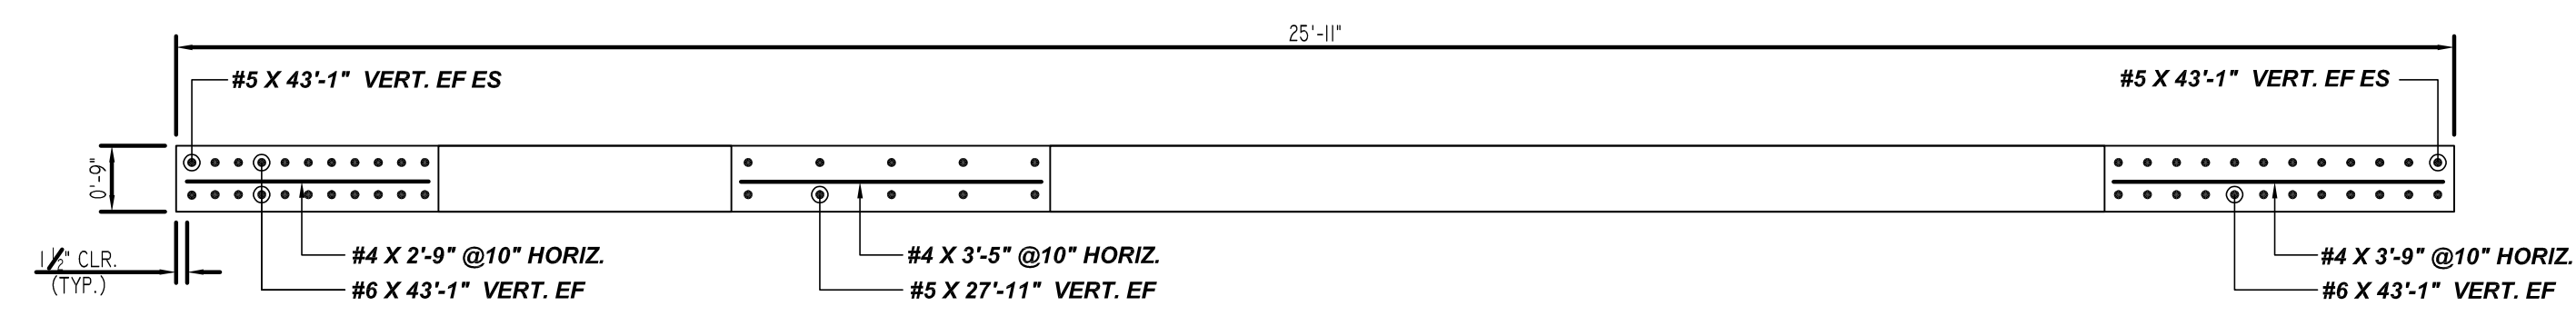 25'-11"
#5 X 43'-1" VERT. EF ES
#5 X 43'-1" VERT. EF ES
0'-9"
1 1/2" CLR.
(TYP.)
#4 X 2'-9" @10" HORIZ.
#6 X 43'-1" VERT. EF
#4 X 3'-5" @10" HORIZ.
#5 X 27'-11" VERT. EF
#4 X 3'-9" @10" HORIZ.
#6 X 43'-1" VERT. EF